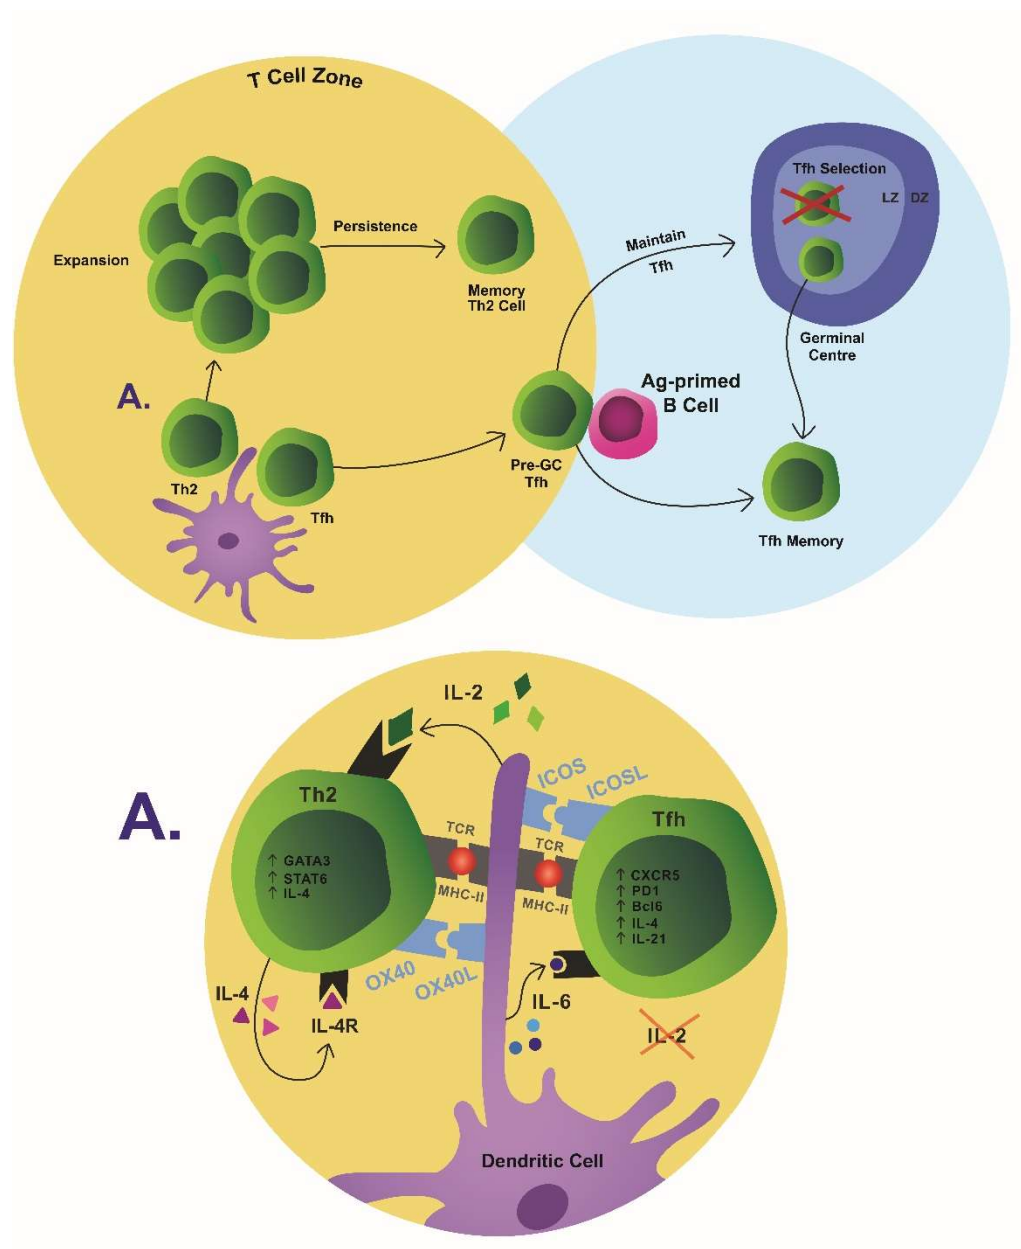 T Cell Zone
Expansion
Persistence
Memory
Th2 Cell
A.
Th2
Tfh
Pre-GC
Tfh
Ag-primed
B Cell
Maintain
Tfh
Tfh Selection
LZ DZ
Germinal
Centre
Tfh Memory
A.
IL-2
Th2
↑ GATA3
↑ STAT6
↑ IL-4
TCR
MHC-II
OX40
OX40L
IL-4
IL-4R
ICOS
ICOSL
TCR
MHC-II
Tfh
↑ CXCR5
↑ PD1
↑ Bcl6
↑ IL-4
↑ IL-21
IL-6
IL-2
Dendritic Cell